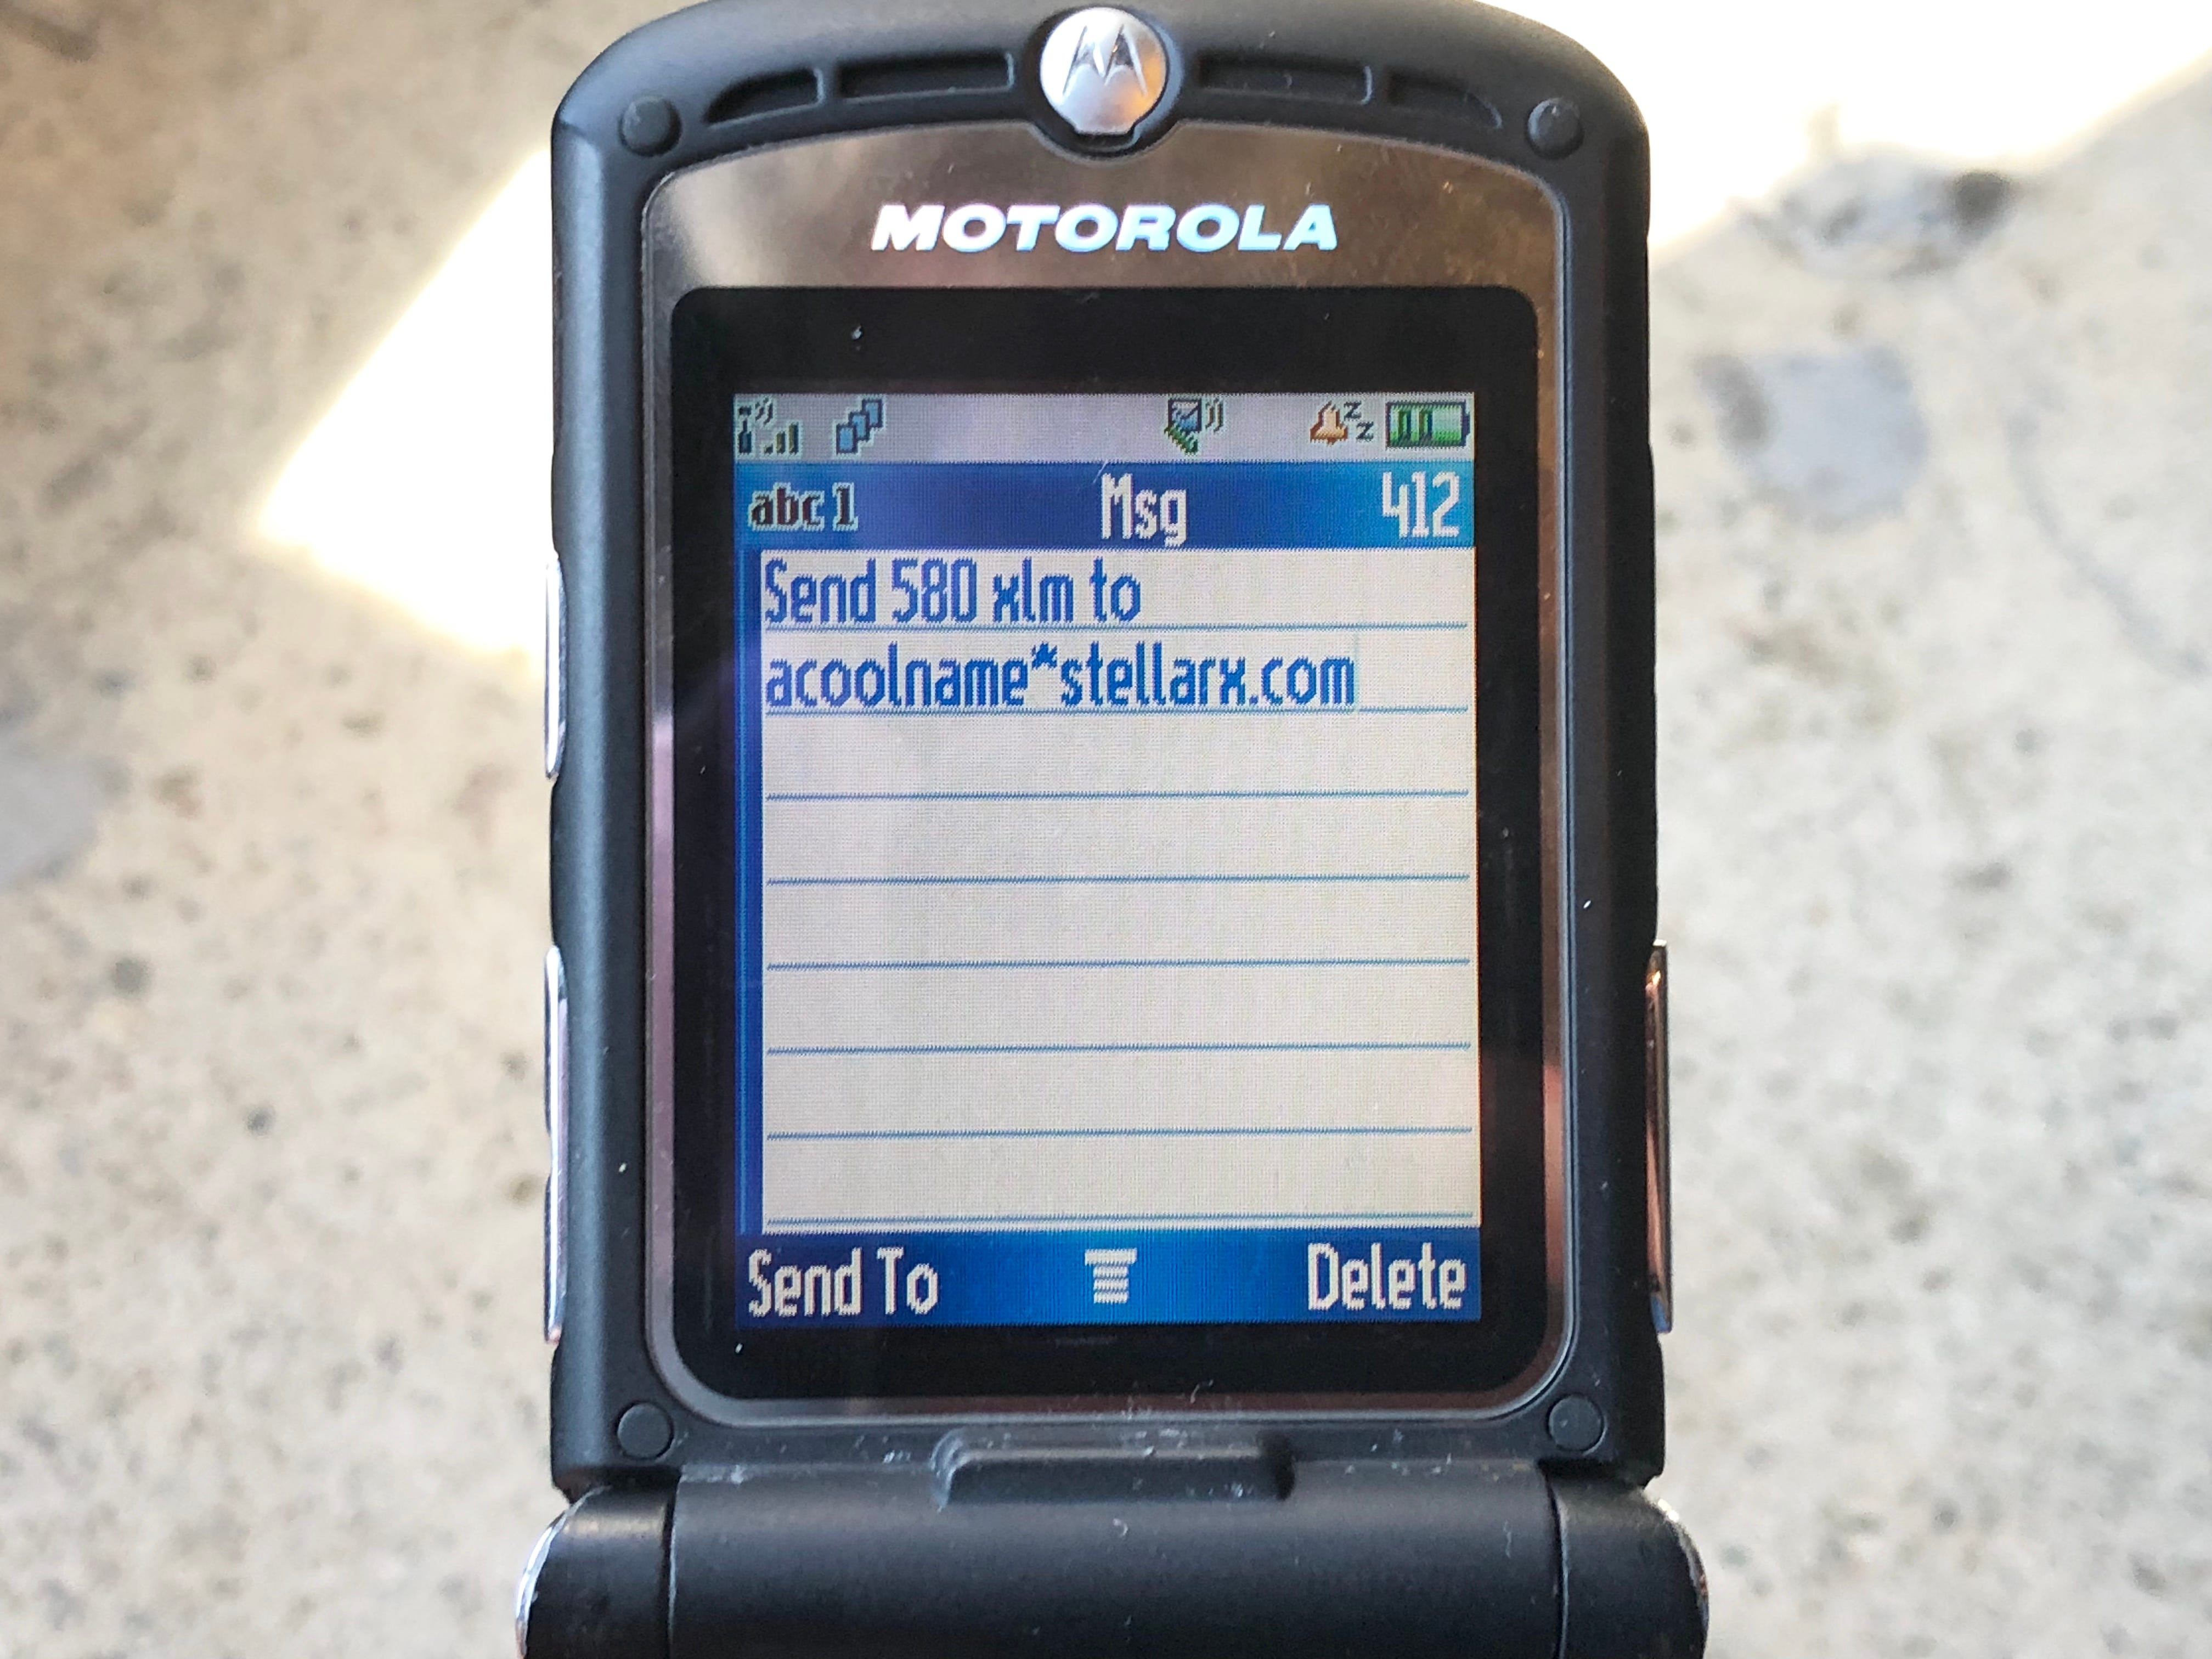 MOTOROLA
abc 1 Msg 412
Send 580 xlm to
acoolname*stellarx.com
Send To Delete